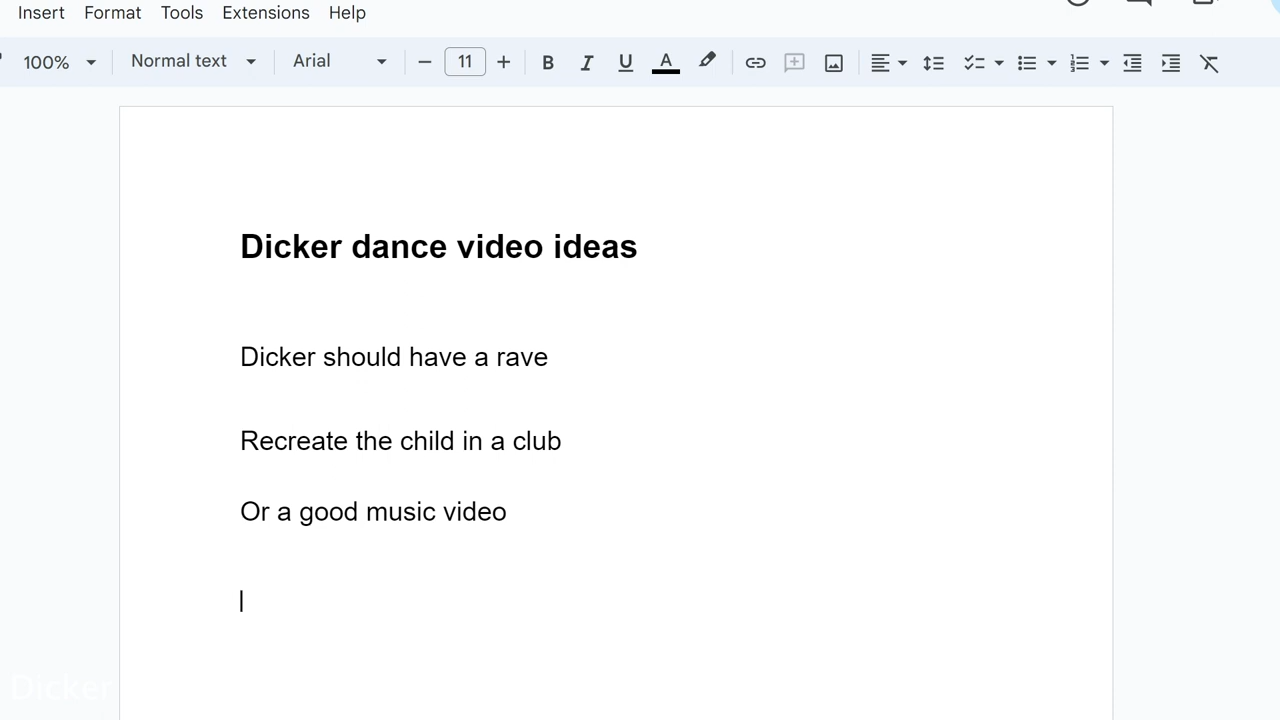 Insert Format Tools Extensions Help
100% Normal text Arial 11 B I U A
Dicker dance video ideas
Dicker should have a rave
Recreate the child in a club
Or a good music video
Dicker